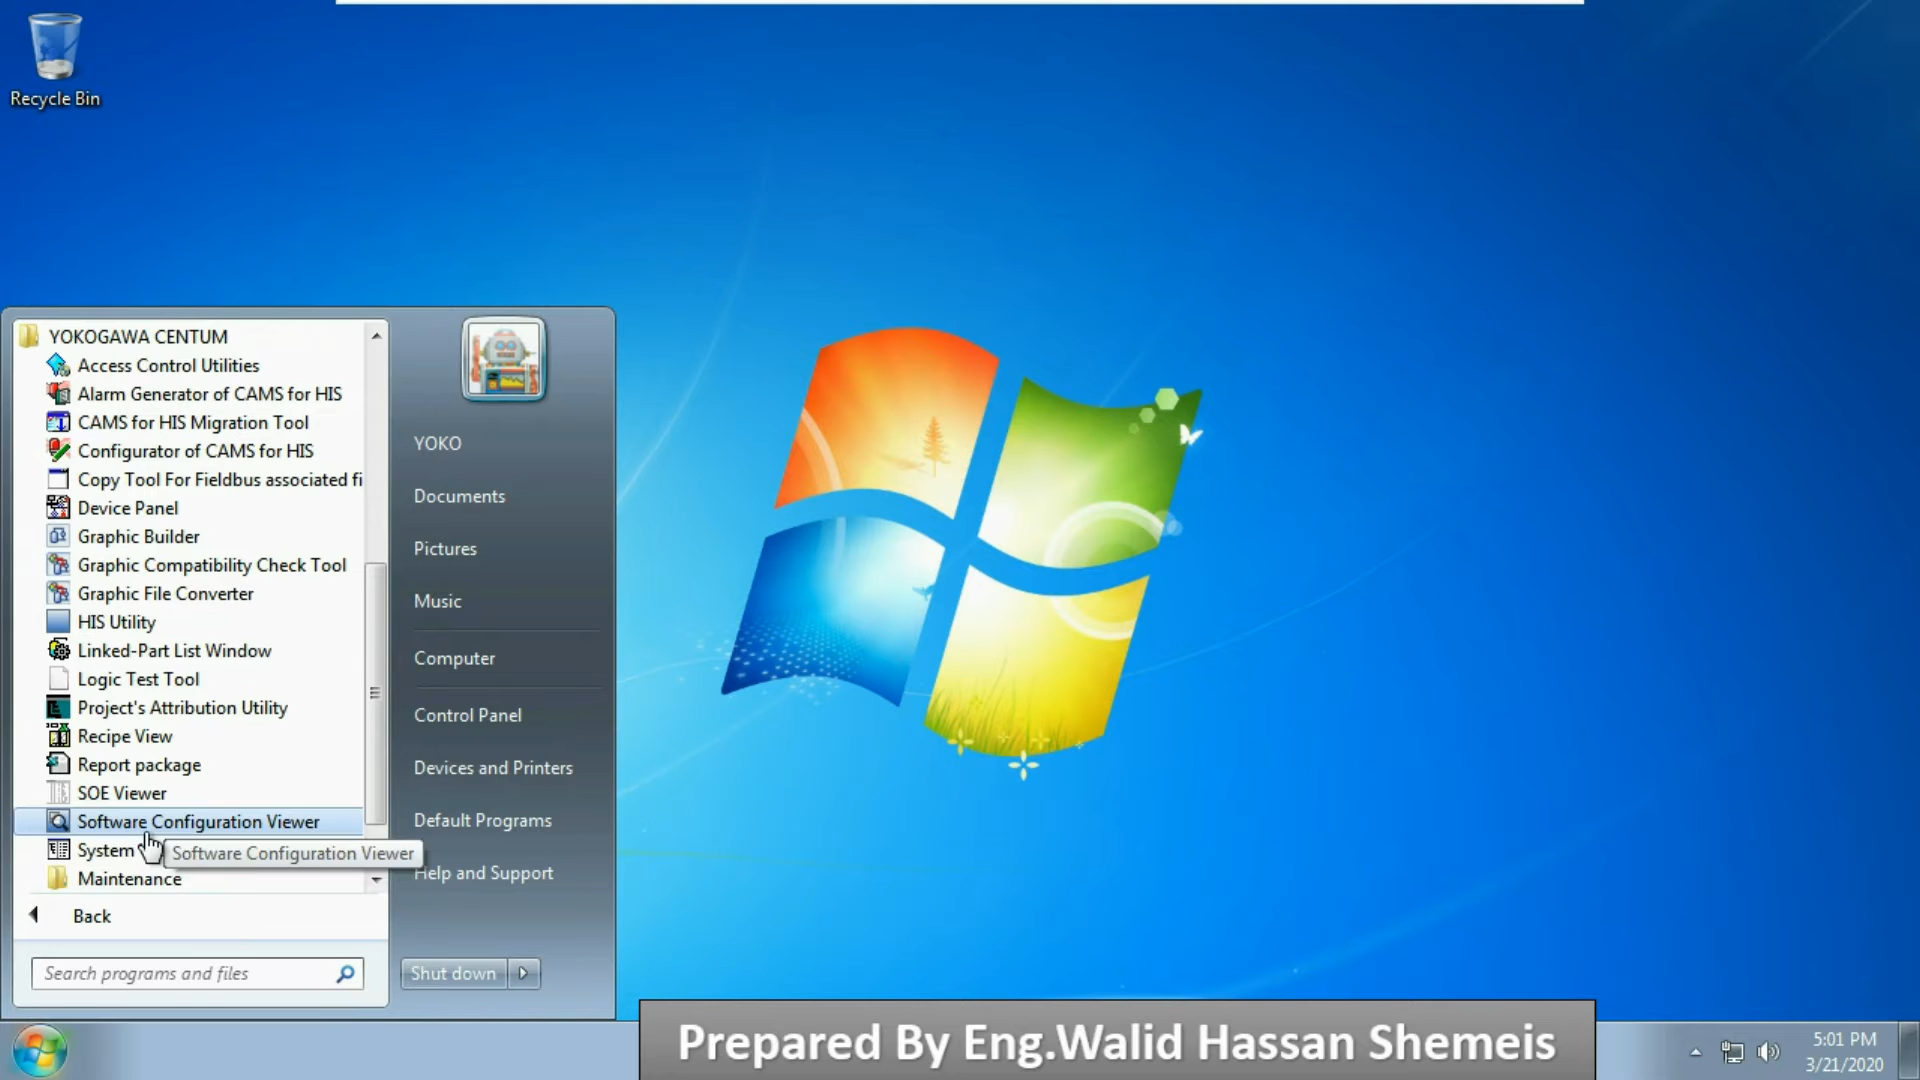 Recycle Bin
YOKOGAWA CENTUM
Access Control Utilities
Alarm Generator of CAMS for HIS
CAMS for HIS Migration Tool
Configurator of CAMS for HIS
Copy Tool For Fieldbus associated fi
Device Panel
Graphic Builder
Graphic Compatibility Check Tool
Graphic File Converter
HIS Utility
Linked-Part List Window
Logic Test Tool
Project's Attribution Utility
Recipe View
Report package
SOE Viewer
Software Configuration Viewer
System
Software Configuration Viewer
Maintenance
Back
Search programs and files
YOKO
Documents
Pictures
Music
Computer
Control Panel
Devices and Printers
Default Programs
Help and Support
Shut down
Prepared By Eng.Walid Hassan Shemeis
5:01 PM
3/21/2020